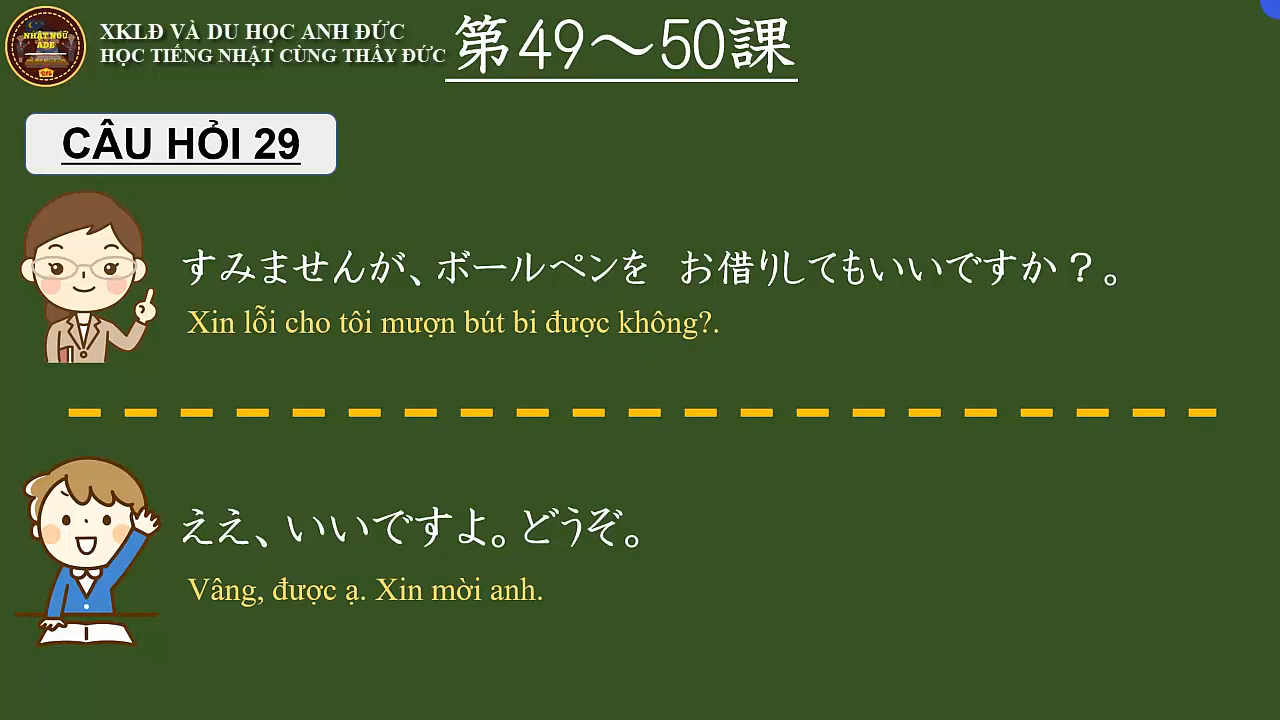 NHẬT NGỮ
ADE
XKLĐ VÀ DU HỌC ANH ĐỨC
HỌC TIẾNG NHẬT CÙNG THẦY ĐỨC
第49～50課
CÂU HỎI 29
すみませんが、ボールペンを　お借りしてもいいですか？。
Xin lỗi cho tôi mượn bút bi được không?.
ええ、いいですよ。どうぞ。
Vâng, được ạ. Xin mời anh.